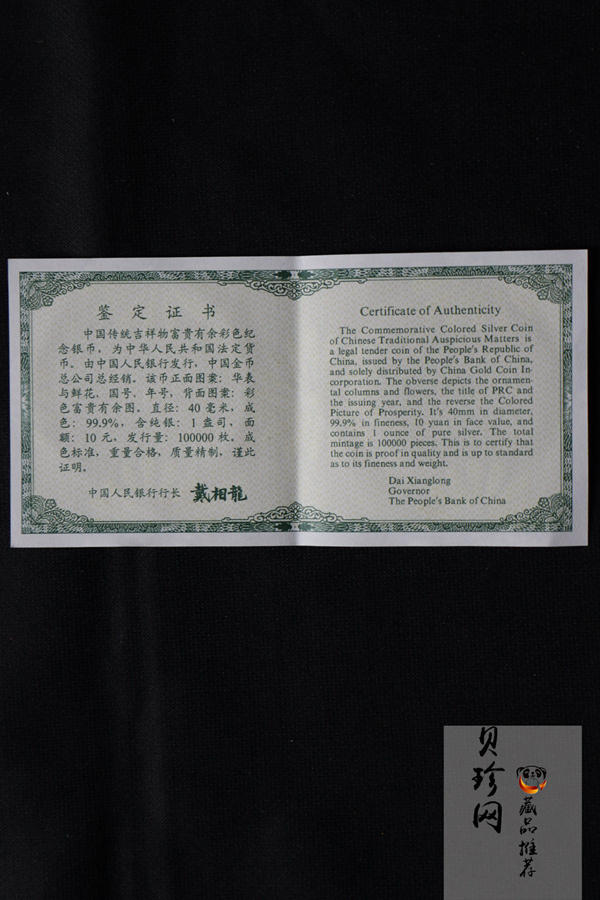 鉴定证书
中国传统吉祥物富贵有余彩色纪
念银币，为中华人民共和国法定货
币。由中国人民银行发行，中国金币
总公司总经销。该币正面图案：华表
与鲜花、国号、年号，背面图案：彩
色富贵有余图。直径：40毫米，成
色：99.9%，含纯银：1盎司，面
额：10元，发行量：100000枚。成
色标准，重量合格，质量精制，谨此
证明。
中国人民银行行长 戴相龍
Certificate of Authenticity
The Commemorative Colored Silver Coin
of Chinese Traditional Auspicious Matters is
a legal tender coin of the People's Republic of
China, issued by the People's Bank of China,
and solely distributed by China Gold Coin In-
corporation. The obverse depicts the ornamen-
tal columns and flowers, the title of PRC and
the issuing year, and the reverse the Colored
Picture of Prosperity. It's 40mm in diameter,
99.9% in fineness, 10 yuan in face value, and
contains 1 ounce of pure silver. The total
mintage is 100000 pieces. This is to certify that
the coin is proof in quality and is up to standard
as to its fineness and weight.
Dai Xianglong
Governor
The People's Bank of China
贝珍网
藏品推荐